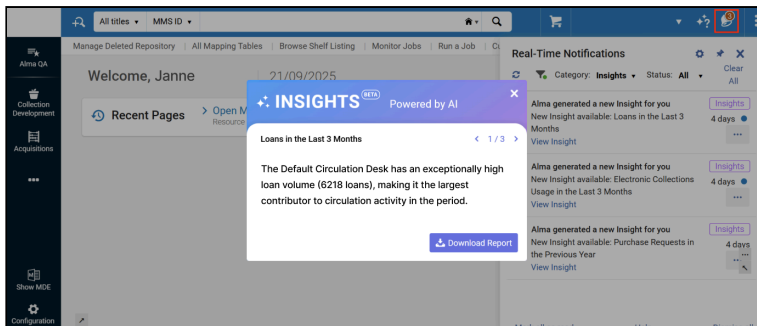 All titles
MMS ID
3
Manage Deleted Repository
All Mapping Tables
Browse Shelf Listing
Monitor Jobs
Run a Job
Alma QA
Collection
Development
Acquisitions
Show MDE
Configuration
Welcome, Janne
21/09/2025
Recent Pages
Open M
Resource
INSIGHTS BETA Powered by AI
Loans in the Last 3 Months
1 / 3
The Default Circulation Desk has an exceptionally high
loan volume (6218 loans), making it the largest
contributor to circulation activity in the period.
Download Report
Real-Time Notifications
Category: Insights
Status: All
Clear
All
Alma generated a new Insight for you
Insights
New Insight available: Loans in the Last 3
Months
4 days
View Insight
Alma generated a new Insight for you
Insights
New Insight available: Electronic Collections
Usage in the Last 3 Months
4 days
View Insight
Alma generated a new Insight for you
Insights
New Insight available: Purchase Requests in
the Previous Year
4 days
View Insight